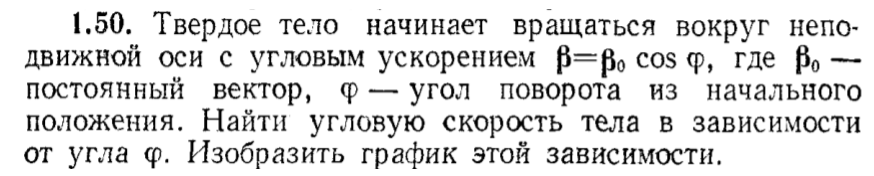 1.50. Твердое тело начинает вращаться вокруг непо-
движной оси с угловым ускорением β=β₀ cos φ, где β₀ —
постоянный вектор, φ — угол поворота из начального
положения. Найти угловую скорость тела в зависимости
от угла φ. Изобразить график этой зависимости.